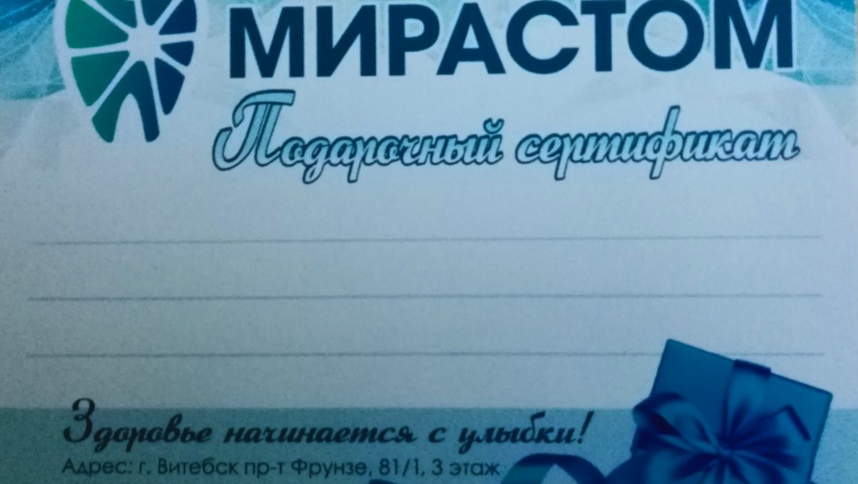 МИРАСТОМ
Подарочный сертификат
Здоровье начинается с улыбки!
Адрес: г. Витебск пр-т Фрунзе, 81/1, 3 этаж